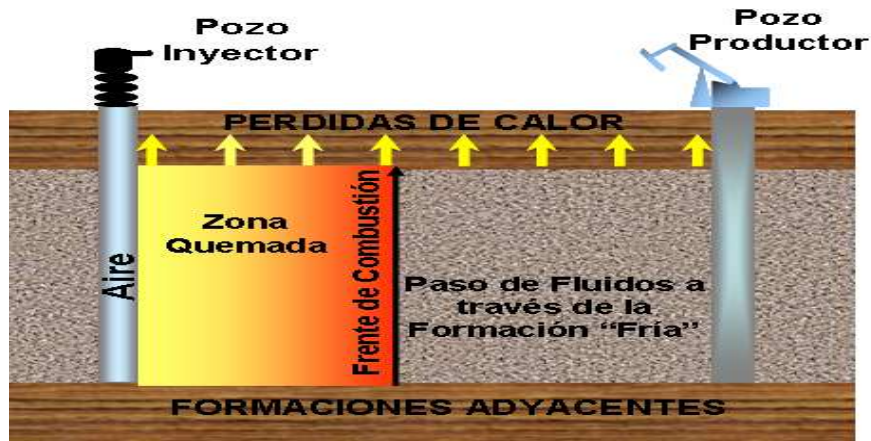 Pozo
Inyector
Pozo
Productor
PERDIDAS DE CALOR
Zona
Quemada
Aire
Frente de Combustión
Paso de Fluidos a
través de la
Formación “Fría”
FORMACIONES ADYACENTES